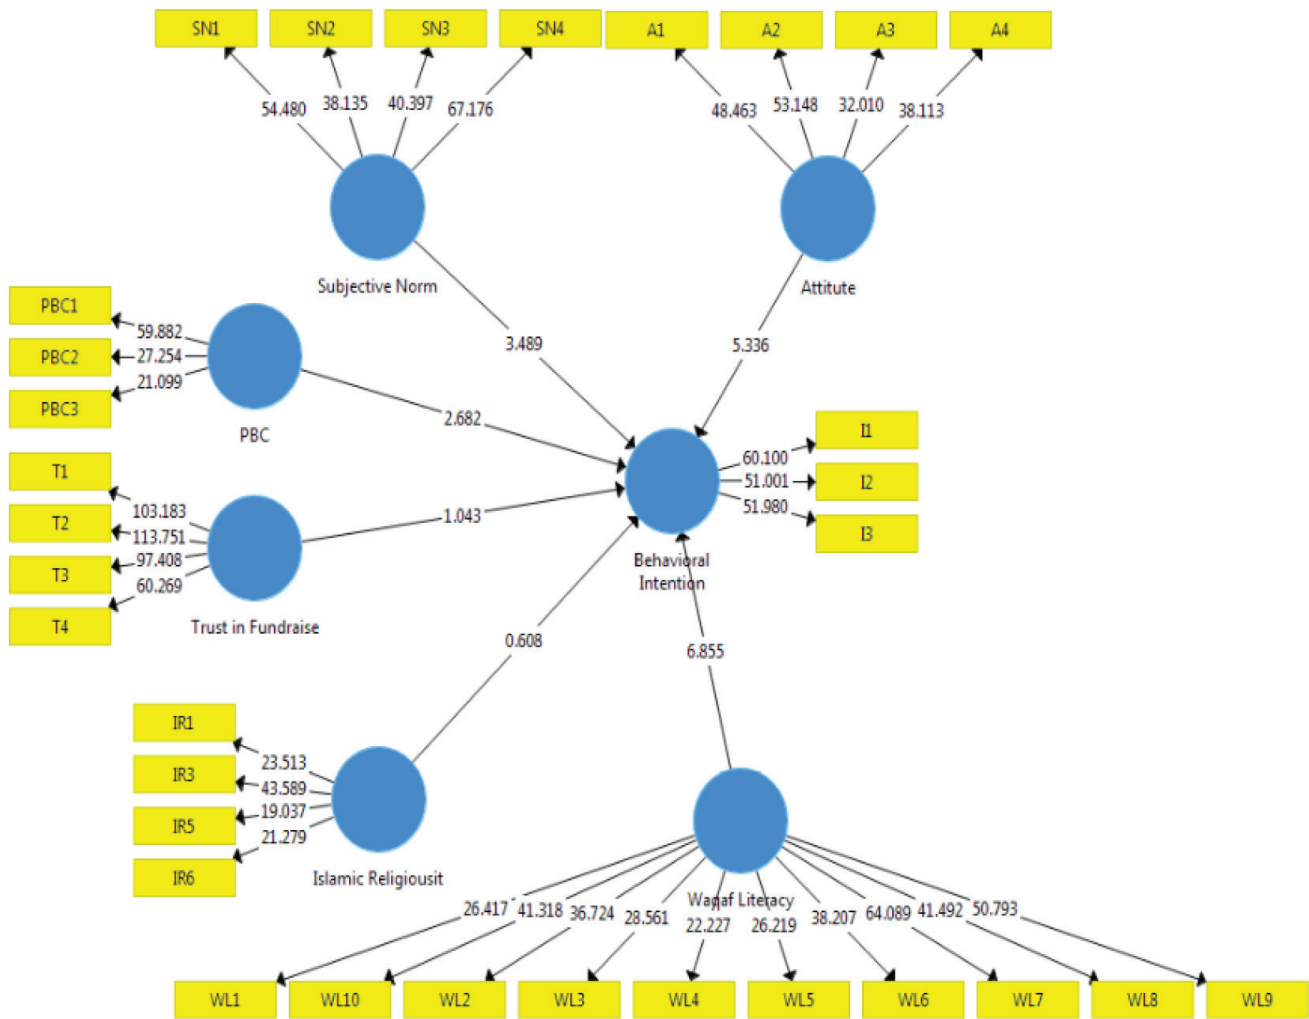 SN1
SN2
SN3
SN4
A1
A2
A3
A4
54.480
38.135
40.397
67.176
48.463
53.148
32.010
38.113
Subjective Norm
Attitute
PBC1
PBC2
PBC3
59.882
27.254
21.099
PBC
3.489
5.336
2.682
T1
T2
T3
T4
103.183
113.751
97.408
60.269
Trust in Fundraise
1.043
I1
I2
I3
60.100
51.001
51.980
Behavioral
Intention
0.608
6.855
IR1
IR3
IR5
IR6
23.513
43.589
19.037
21.279
Islamic Religiousit
Waqaf Literacy
26.417
41.318
36.724
28.561
22.227
26.219
38.207
64.089
41.492
50.793
WL1
WL10
WL2
WL3
WL4
WL5
WL6
WL7
WL8
WL9